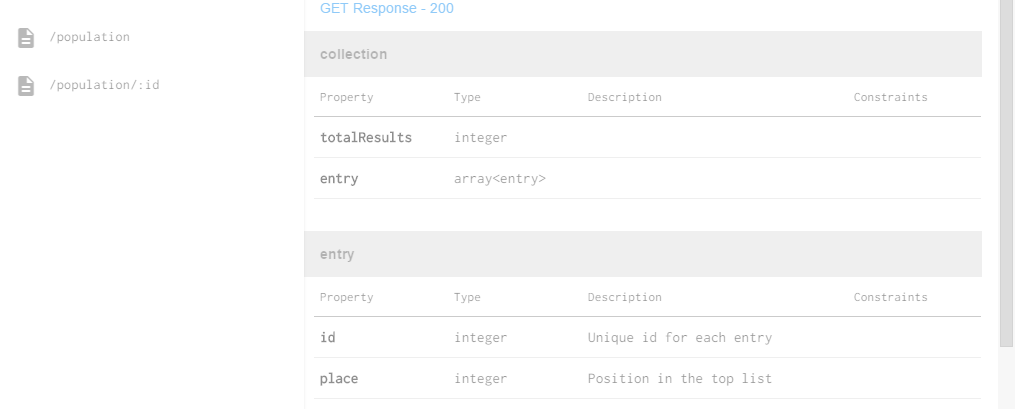 /population
/population/:id
GET Response - 200
collection
Property Type Description Constraints
totalResults integer
entry array<entry>
entry
Property Type Description Constraints
id integer Unique id for each entry
place integer Position in the top list